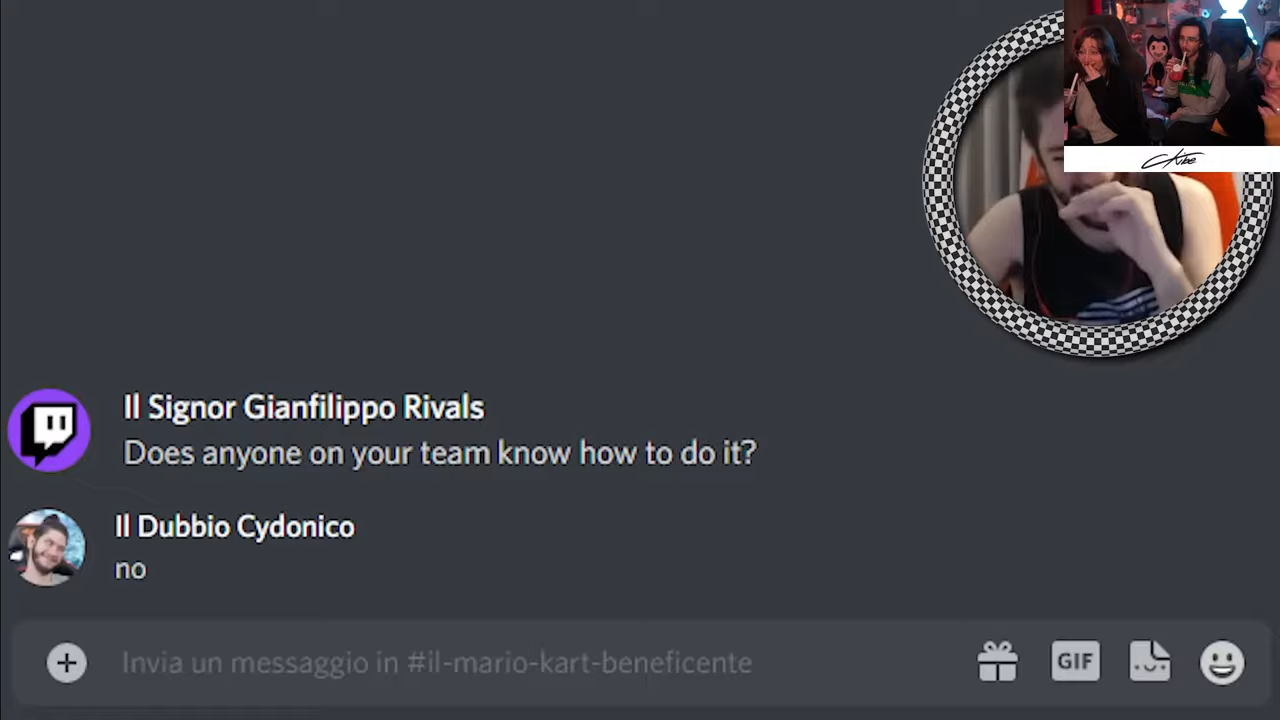 Il Signor Gianfilippo Rivals
Does anyone on your team know how to do it?
Il Dubbio Cydonico
no
Invia un messaggio in #il-mario-kart-beneficente
GIF